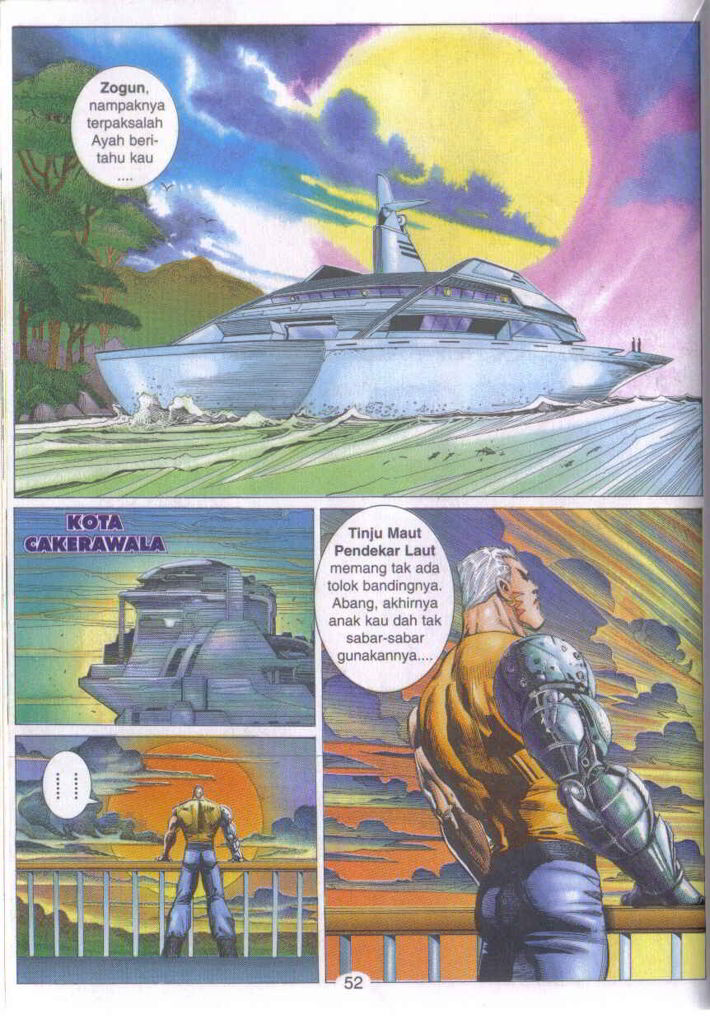 Zogun,
nampaknya
terpaksalah
Ayah beri-
tahu kau
....
KOTA
CAKERAWALA
Tinju Maut
Pendekar Laut
memang tak ada
tolok bandingnya.
Abang, akhirnya
anak kau dah tak
sabar-sabar
gunakannya....
52